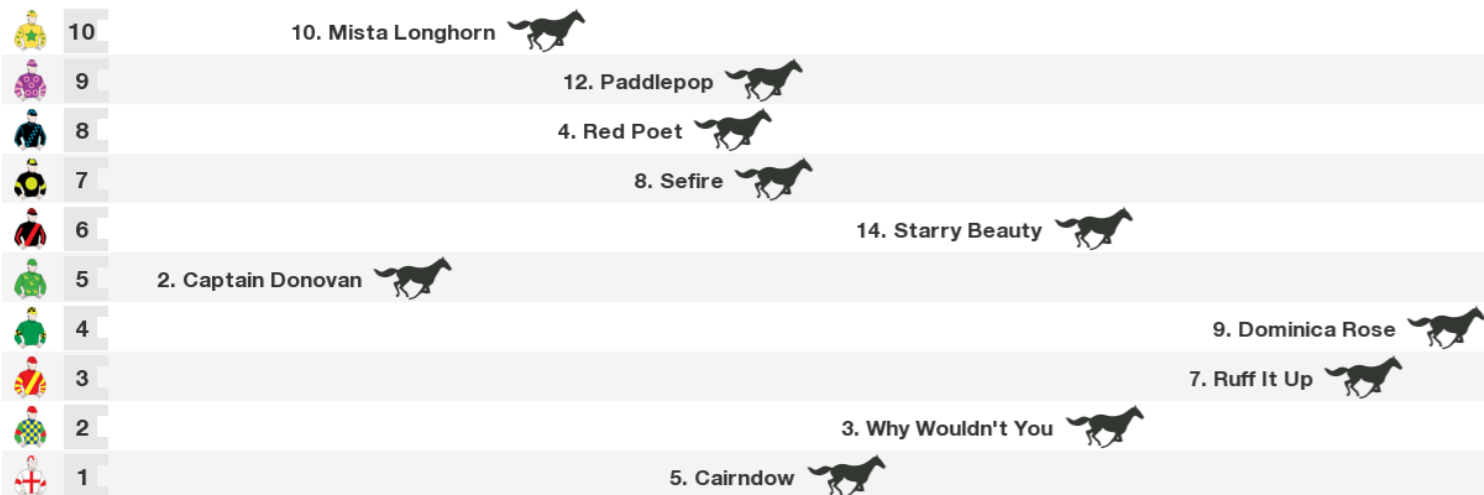 10 10. Mista Longhorn
9 12. Paddlepop
8 4. Red Poet
7 8. Sefire
6 14. Starry Beauty
5 2. Captain Donovan
4 9. Dominica Rose
3 7. Ruff It Up
2 3. Why Wouldn't You
1 5. Cairndow